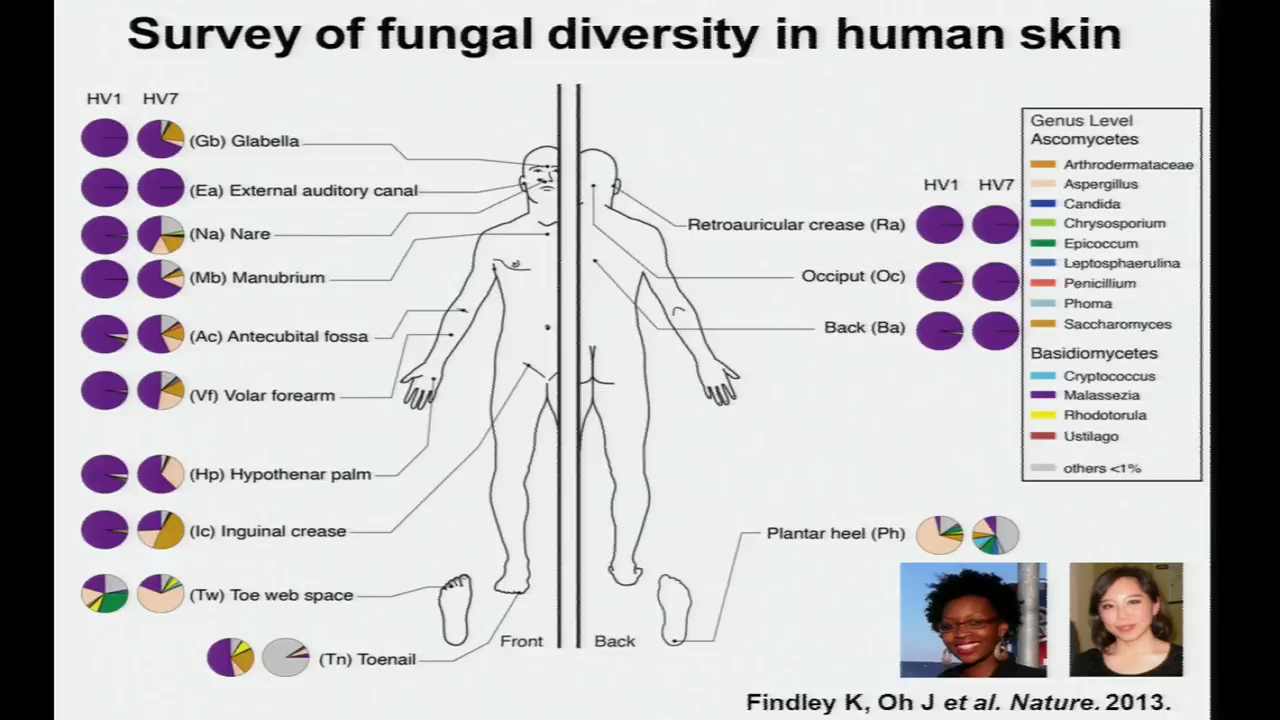 Survey of fungal diversity in human skin
HV1 HV7
(Gb) Glabella
(Ea) External auditory canal
(Na) Nare
(Mb) Manubrium
(Ac) Antecubital fossa
(Vf) Volar forearm
(Hp) Hypothenar palm
(Ic) Inguinal crease
(Tw) Toe web space
(Tn) Toenail
Front
Back
HV1 HV7
Retroauricular crease (Ra)
Occiput (Oc)
Back (Ba)
Plantar heel (Ph)
Genus Level
Ascomycetes
Arthrodermataceae
Aspergillus
Candida
Chrysosporium
Epicoccum
Leptosphaerulina
Penicillium
Phoma
Saccharomyces
Basidiomycetes
Cryptococcus
Malassezia
Rhodotorula
Ustilago
others <1%
Findley K, Oh J et al. Nature. 2013.